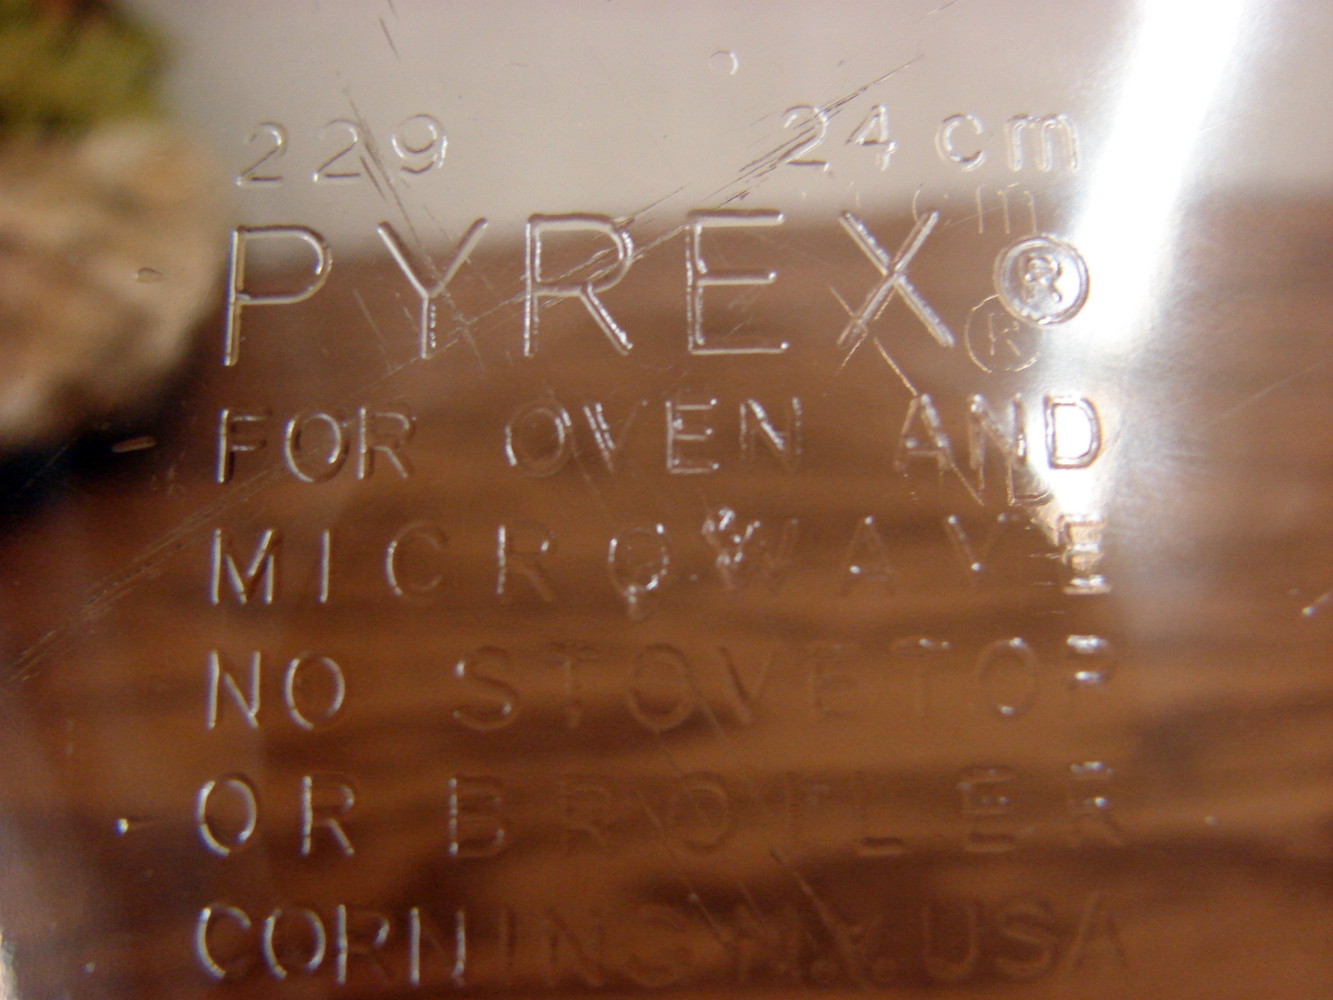 229 24cm
PYREX®
FOR OVEN AND
MICROWAVE
NO STOVETOP
OR BROILER
CORNING N.Y. USA